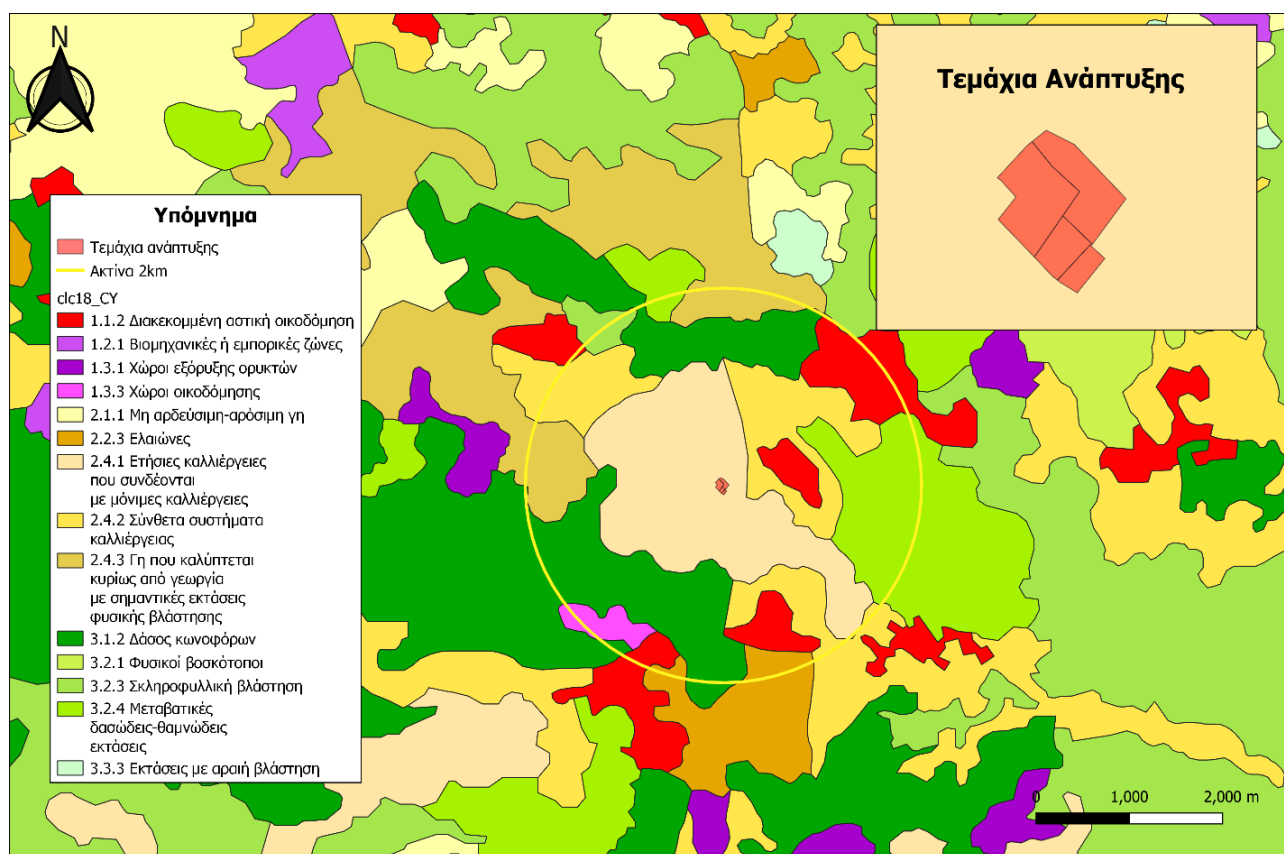 N
Τεμάχια Ανάπτυξης
Υπόμνημα
Τεμάχια ανάπτυξης
Ακτίνα 2km
clc18_CY
1.1.2 Διακεκομμένη αστική οικοδόμηση
1.2.1 Βιομηχανικές ή εμπορικές ζώνες
1.3.1 Χώροι εξόρυξης ορυκτών
1.3.3 Χώροι οικοδόμησης
2.1.1 Μη αρδεύσιμη-αρόσιμη γη
2.2.3 Ελαιώνες
2.4.1 Ετήσιες καλλιέργειες
που συνδέονται
με μόνιμες καλλιέργειες
2.4.2 Σύνθετα συστήματα
καλλιέργειας
2.4.3 Γη που καλύπτεται
κυρίως από γεωργία
με σημαντικές εκτάσεις
φυσικής βλάστησης
3.1.2 Δάσος κωνοφόρων
3.2.1 Φυσικοί βοσκότοποι
3.2.3 Σκληροφυλλική βλάστηση
3.2.4 Μεταβατικές
δασώδεις-θαμνώδεις
εκτάσεις
3.3.3 Εκτάσεις με αραιή βλάστηση
0 1,000 2,000 m